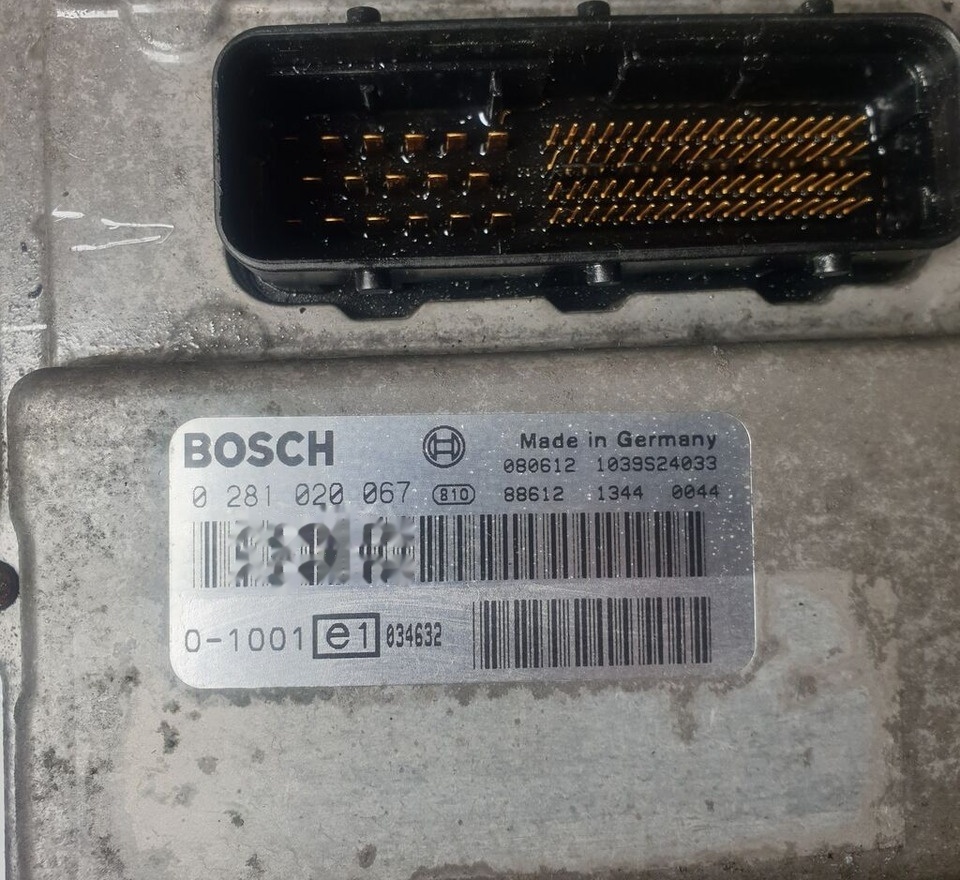 BOSCH
Made in Germany
080612 1039S24033
0 281 020 067 810 88612 1344 0044
0-1001 e1 034632